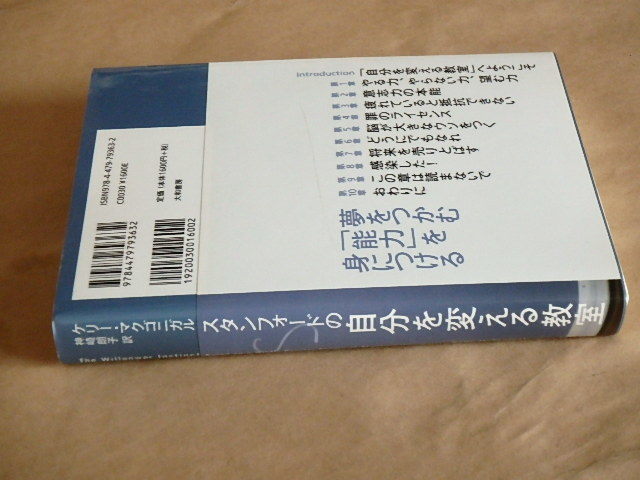 Introduction 「自分を変える教室」へようこそ
第1章 やる力、やらない力、望む力
第2章 意志力の本能
第3章 疲れていると抵抗できない
第4章 罪のライセンス
第5章 脳が大きなウソをつく
第6章 どうにでもなれ
第7章 将来を売りとばす
第8章 感染した!
第9章 この章は読まないで
第10章 おわりに
「夢をつかむ
「能力」を
身につける
ISBN978-4-479-79363-2
C0030 ¥1600E
定価(本体1600円+税)
大和書房
9784479793632
1920030016002
スタンフォードの自分を変える教室
ケリー・マクゴニガル
神崎朗子 訳
The Willpower Instinct